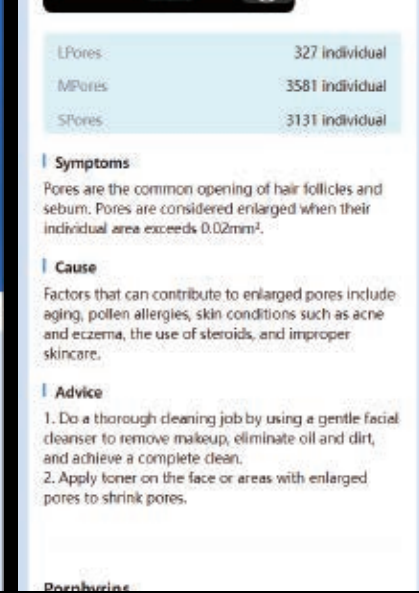 LPores 327 individual
MPores 3581 individual
SPores 3131 individual
Symptoms
Pores are the common opening of hair follicles and
sebum. Pores are considered enlarged when their
individual area exceeds 0.02mm².
Cause
Factors that can contribute to enlarged pores include
aging, pollen allergies, skin conditions such as acne
and eczema, the use of steroids, and improper
skincare.
Advice
1. Do a thorough cleaning job by using a gentle facial
cleanser to remove makeup, eliminate oil and dirt,
and achieve a complete clean.
2. Apply toner on the face or areas with enlarged
pores to shrink pores.
Porphyrins